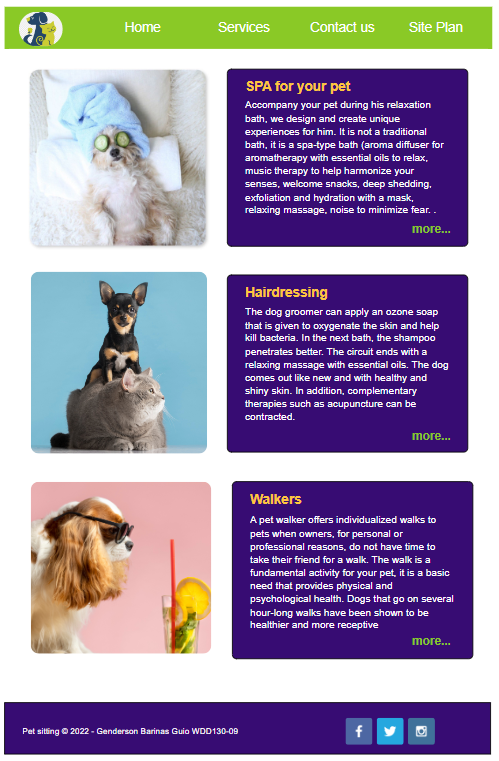 Home Services Contact us Site Plan
SPA for your pet
Accompany your pet during his relaxation
bath, we design and create unique
experiences for him. It is not a traditional
bath, it is a spa-type bath (aroma diffuser for
aromatherapy with essential oils to relax,
music therapy to help harmonize your
senses, welcome snacks, deep shedding,
exfoliation and hydration with a mask,
relaxing massage, noise to minimize fear. .
more...
Hairdressing
The dog groomer can apply an ozone soap
that is given to oxygenate the skin and help
kill bacteria. In the next bath, the shampoo
penetrates better. The circuit ends with a
relaxing massage with essential oils. The dog
comes out like new and with healthy and
shiny skin. In addition, complementary
therapies such as acupuncture can be
contracted.
more...
Walkers
A pet walker offers individualized walks to
pets when owners, for personal or
professional reasons, do not have time to
take their friend for a walk. The walk is a
fundamental activity for your pet, it is a basic
need that provides physical and
psychological health. Dogs that go on several
hour-long walks have been shown to be
healthier and more receptive
more...
Pet sitting © 2022 - Genderson Barinas Guio WDD130-09